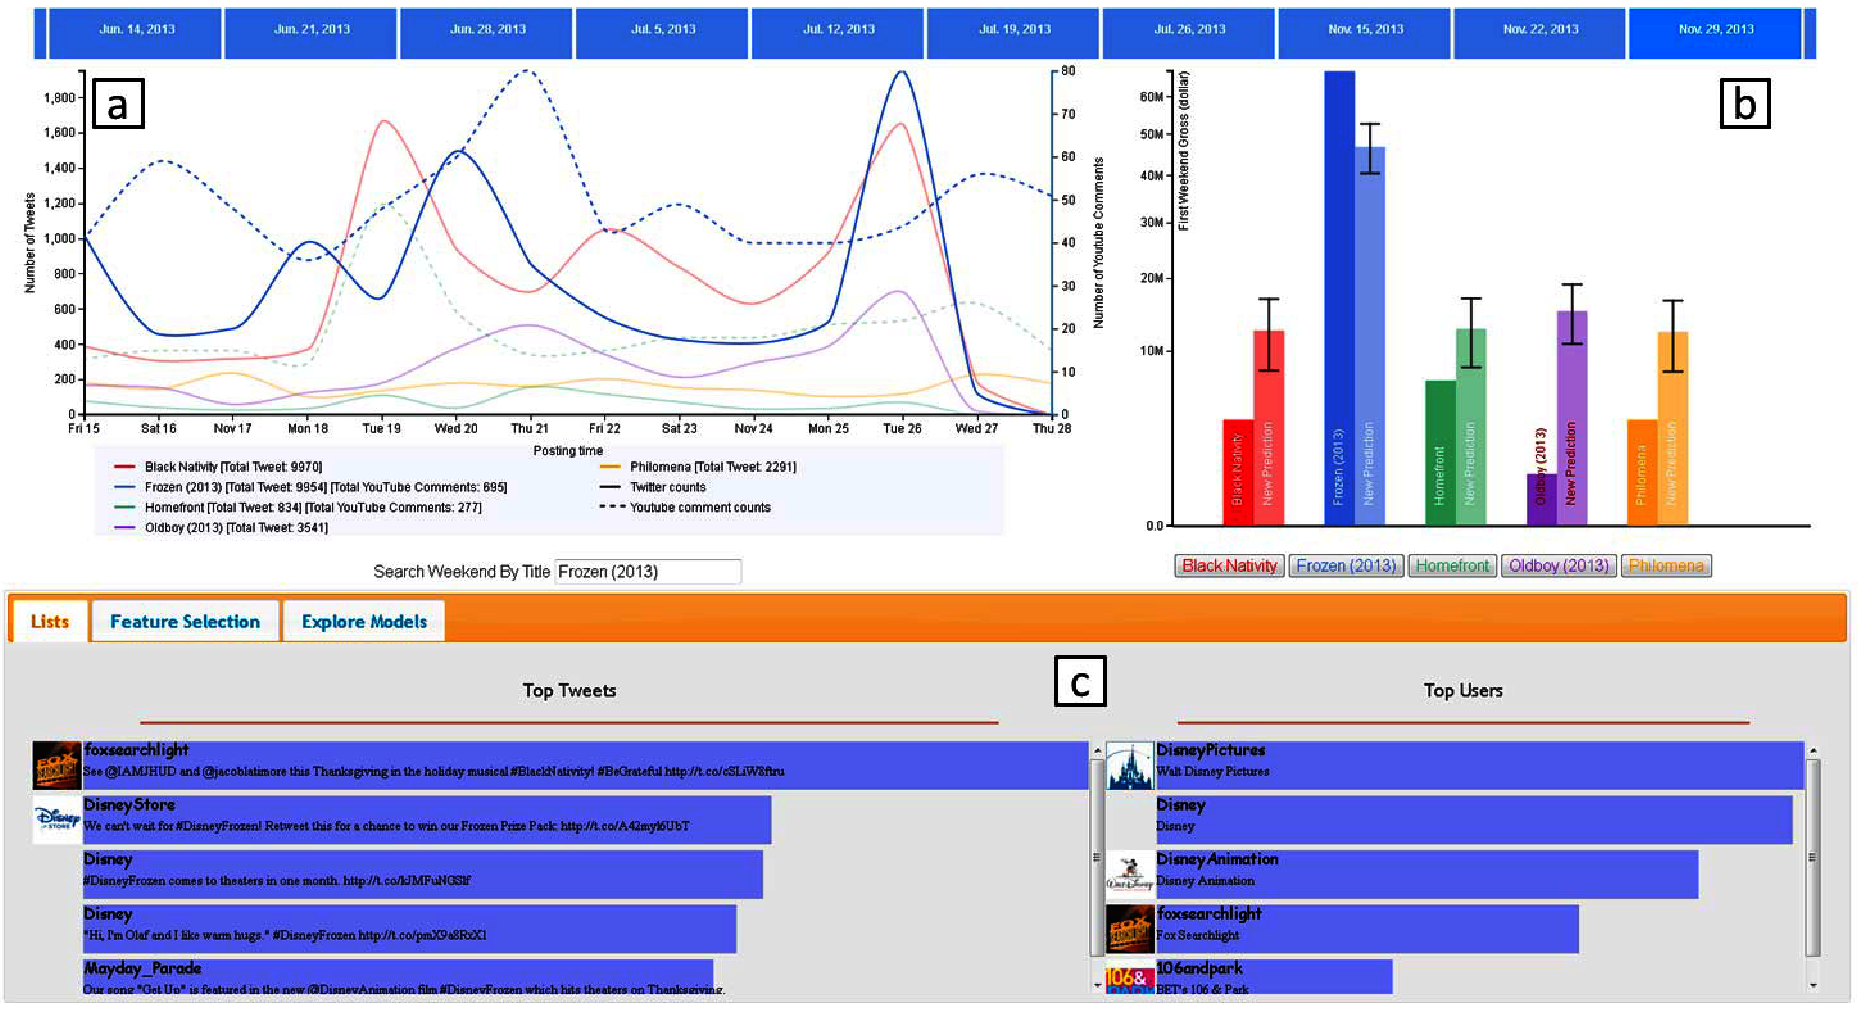 Jun. 14, 2013
Jun. 21, 2013
Jun. 28, 2013
Jul. 5, 2013
Jul. 12, 2013
Jul. 19, 2013
Jul. 26, 2013
Nov. 15, 2013
Nov. 22, 2013
Nov. 29, 2013
a
Number of Tweets
1,800
1,600
1,400
1,200
1,000
800
600
400
200
0
Fri 15
Sat 16
Nov 17
Mon 18
Tue 19
Wed 20
Thu 21
Fri 22
Sat 23
Nov 24
Mon 25
Tue 26
Wed 27
Thu 28
Posting time
80
70
60
50
40
30
20
10
0
Number of Youtube Comments
Black Nativity [Total Tweet: 9970]
Frozen (2013) [Total Tweet: 9954] [Total YouTube Comments: 695]
Homefront [Total Tweet: 834] [Total YouTube Comments: 277]
Oldboy (2013) [Total Tweet: 3541]
Philomena [Total Tweet: 2291]
Twitter counts
Youtube comment counts
b
First Weekend Gross (dollar)
60M
50M
40M
30M
20M
10M
0.0
Black Nativity
New Prediction
Frozen (2013)
New Prediction
Homefront
New Prediction
Oldboy (2013)
New Prediction
Philomena
New Prediction
Black Nativity
Frozen (2013)
Homefront
Oldboy (2013)
Philomena
Search Weekend By Title Frozen (2013)
Lists
Feature Selection
Explore Models
c
Top Tweets
foxsearchlight
See @IAMJHUD and @jacoblatimore this Thanksgiving in the holiday musical #BlackNativity! #BeGrateful
DisneyStore
We can't wait for #DisneyFrozen! Retweet this for a chance to win our Frozen Prize Pack:
Disney
#DisneyFrozen comes to theaters in one month.
Disney
"Hi, I'm Olaf and I like warm hugs." #DisneyFrozen
Mayday_Parade
Our song "Get Up" is featured in the new @DisneyAnimation film #DisneyFrozen which hits theaters on Thanksgiving.
Top Users
DisneyPictures
Walt Disney Pictures
Disney
Disney
DisneyAnimation
Disney Animation
foxsearchlight
Fox Searchlight
106andpark
BET's 106 & Park